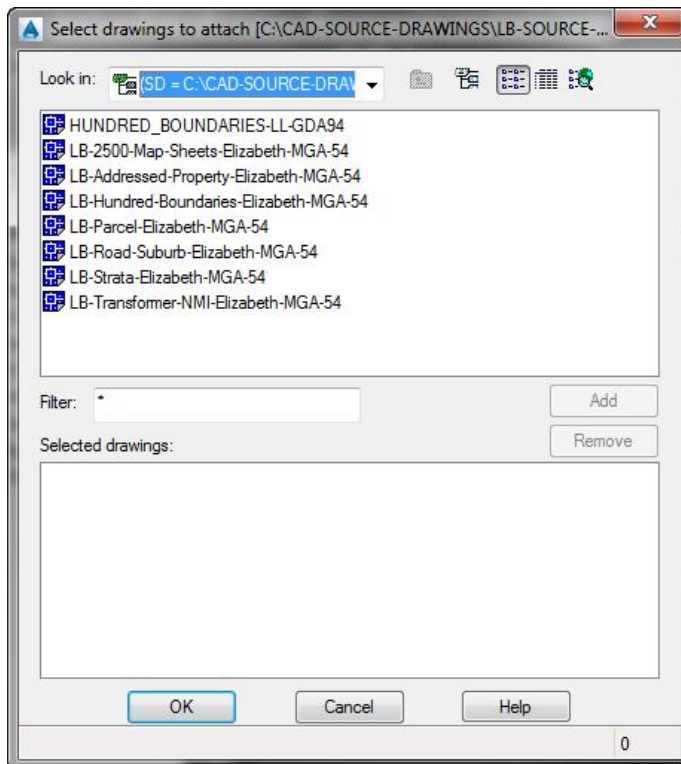 Select drawings to attach [C:\CAD-SOURCE-DRAWINGS\LB-SOURCE-...
Look in: (SD = C:\CAD-SOURCE-DRAW
HUNDRED_BOUNDARIES-LL-GDA94
LB-2500-Map-Sheets-Elizabeth-MGA-54
LB-Addressed-Property-Elizabeth-MGA-54
LB-Hundred-Boundaries-Elizabeth-MGA-54
LB-Parcel-Elizabeth-MGA-54
LB-Road-Suburb-Elizabeth-MGA-54
LB-Strata-Elizabeth-MGA-54
LB-Transformer-NMI-Elizabeth-MGA-54
Filter: * Add
Selected drawings: Remove
OK Cancel Help
0